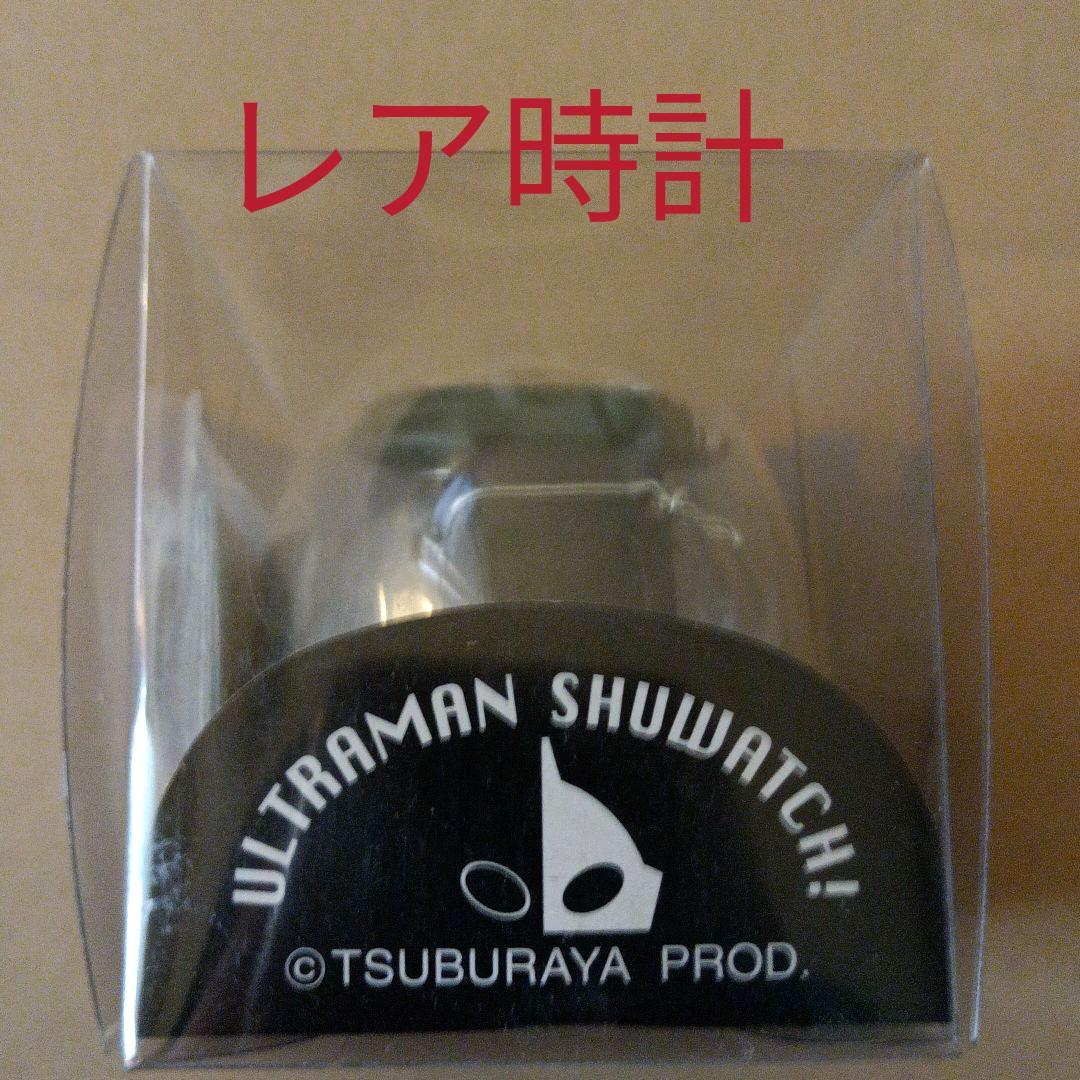 レア時計
ULTRAMAN SHUWATCH!
©TSUBURAYA PROD.